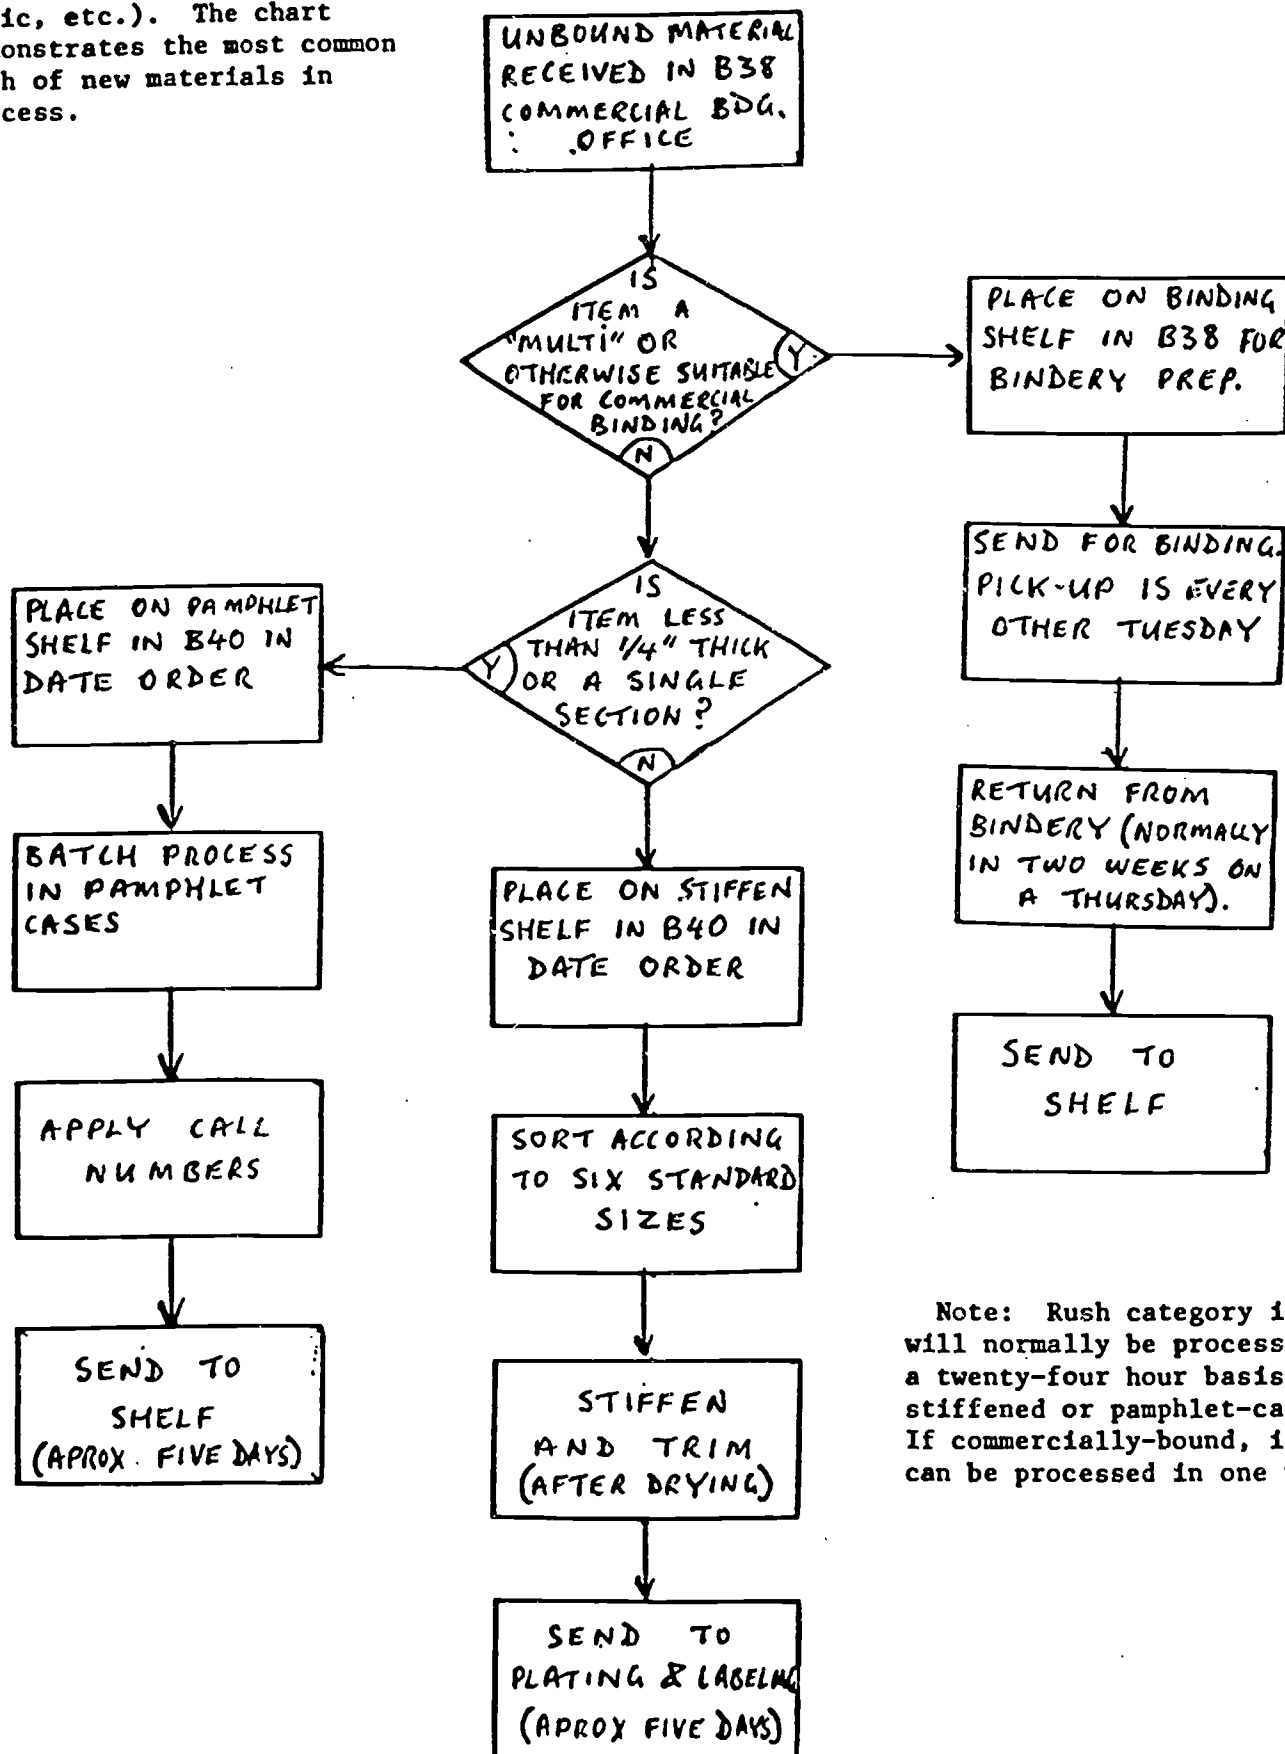 ic, etc.). The chart
onstrates the most common
h of new materials in
cess.
UNBOUND MATERIAL
RECEIVED IN B38
COMMERCIAL BDG.
OFFICE
IS
ITEM A
"MULTI" OR
OTHERWISE SUITABLE
FOR COMMERCIAL
BINDING?
Y
N
PLACE ON BINDING
SHELF IN B38 FOR
BINDERY PREP.
SEND FOR BINDING.
PICK-UP IS EVERY
OTHER TUESDAY
RETURN FROM
BINDERY (NORMALLY
IN TWO WEEKS ON
A THURSDAY).
SEND TO
SHELF
IS
ITEM LESS
THAN 1/4" THICK
OR A SINGLE
SECTION?
Y
N
PLACE ON PAMPHLET
SHELF IN B40 IN
DATE ORDER
BATCH PROCESS
IN PAMPHLET
CASES
APPLY CALL
NUMBERS
SEND TO
SHELF
(APROX. FIVE DAYS)
PLACE ON STIFFEN
SHELF IN B40 IN
DATE ORDER
SORT ACCORDING
TO SIX STANDARD
SIZES
STIFFEN
AND TRIM
(AFTER DRYING)
SEND TO
PLATING & LABELING
(APROX FIVE DAYS)
Note: Rush category i
will normally be process
a twenty-four hour basis
stiffened or pamphlet-ca
If commercially-bound, i
can be processed in one